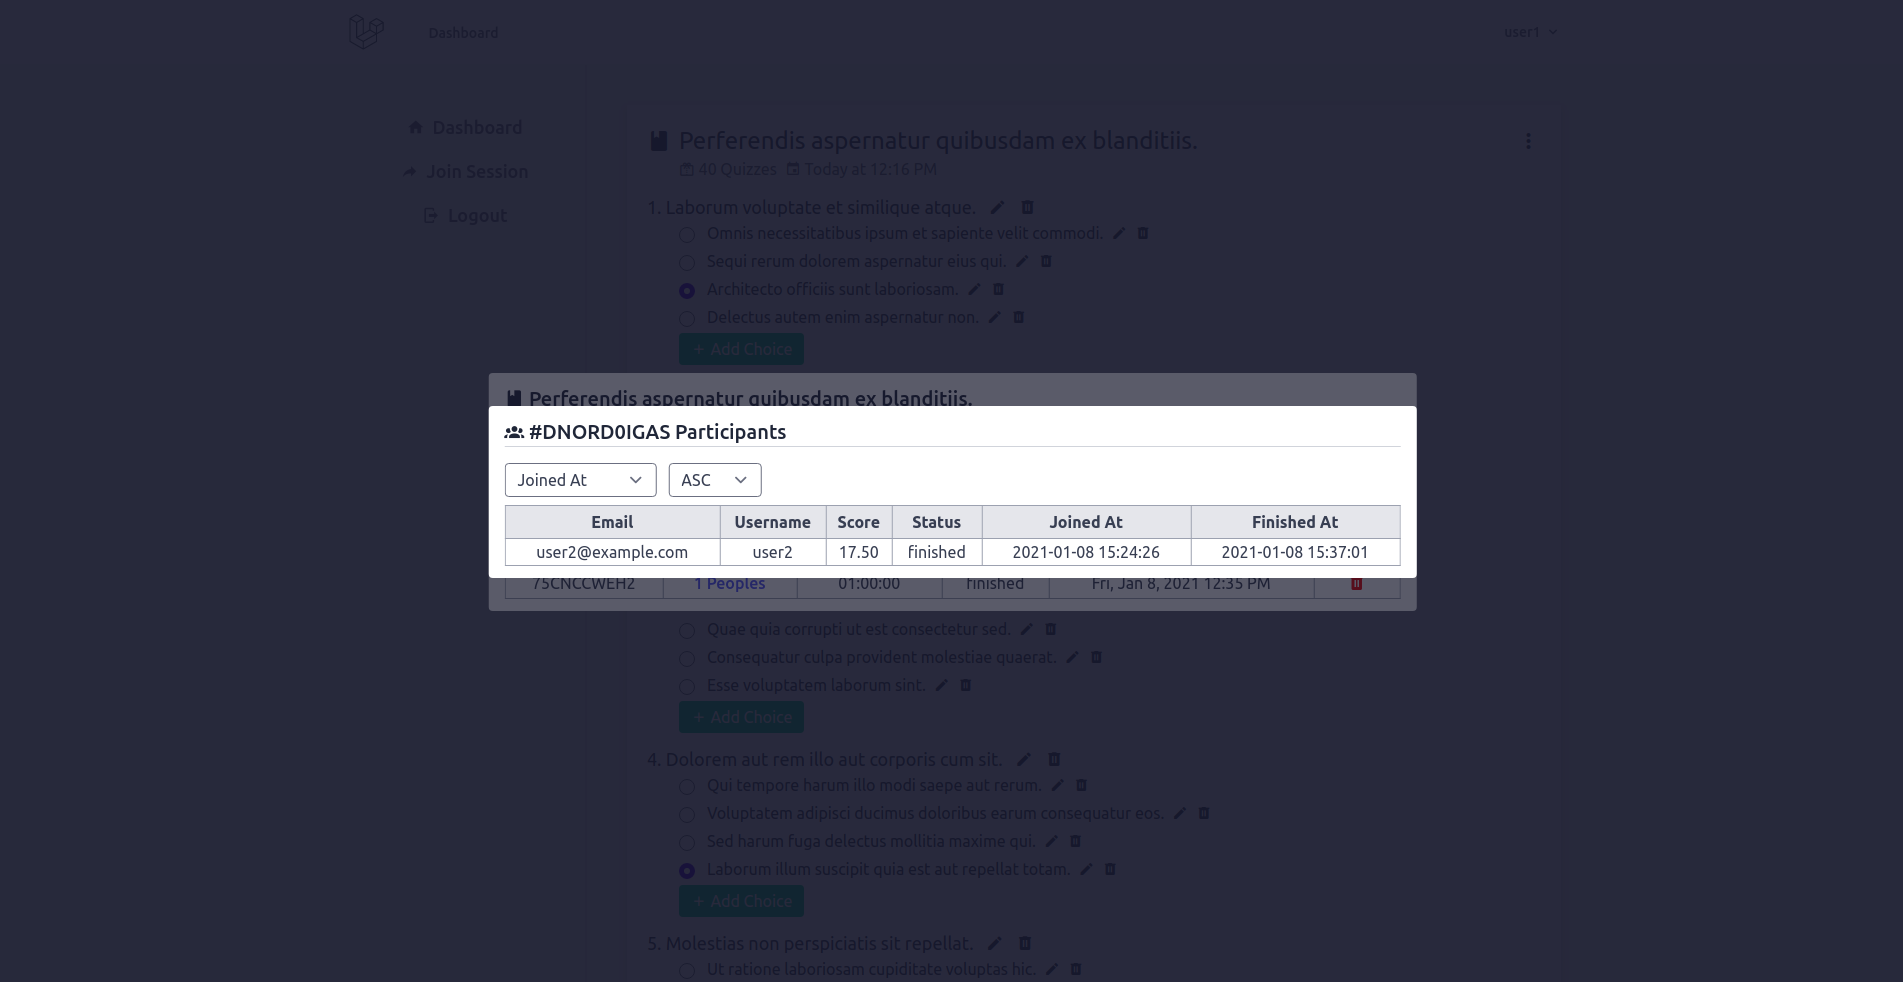 Dashboard
user1
Dashboard
Join Session
Logout
Perferendis aspernatur quibusdam ex blanditiis.
40 Quizzes Today at 12:16 PM
1. Laborum voluptate et similique atque.
Omnis necessitatibus ipsum et sapiente velit commodi.
Sequi rerum dolorem aspernatur eius qui.
Architecto officiis sunt laboriosam.
Delectus autem enim aspernatur non.
+ Add Choice
Perferendis aspernatur quibusdam ex blanditiis.
#DNORD0IGAS Participants
Joined At ASC
Email Username Score Status Joined At Finished At
user2@example.com user2 17.50 finished 2021-01-08 15:24:26 2021-01-08 15:37:01
75CNCCWEH2 1 Peoples 01:00:00 finished Fri, Jan 8, 2021 12:35 PM
Quae quia corrupti ut est consectetur sed.
Consequatur culpa provident molestiae quaerat.
Esse voluptatem laborum sint.
+ Add Choice
4. Dolorem aut rem illo aut corporis cum sit.
Qui tempore harum illo modi saepe aut rerum.
Voluptatem adipisci ducimus doloribus earum consequatur eos.
Sed harum fuga delectus mollitia maxime qui.
Laborum illum suscipit quia est aut repellat totam.
+ Add Choice
5. Molestias non perspiciatis sit repellat.
Ut ratione laboriosam cupiditate voluptas hic.